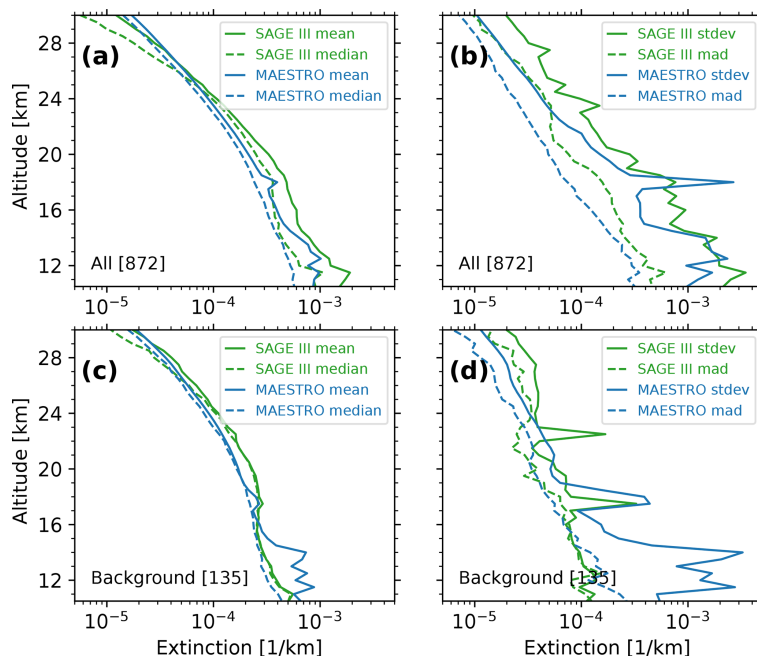 28
24
20
16
12
Altitude [km]
(a)
SAGE III mean
SAGE III median
MAESTRO mean
MAESTRO median
All [872]
10⁻⁵
10⁻⁴
10⁻³
(b)
SAGE III stdev
SAGE III mad
MAESTRO stdev
MAESTRO mad
All [872]
10⁻⁵
10⁻⁴
10⁻³
28
24
20
16
12
Altitude [km]
(c)
SAGE III mean
SAGE III median
MAESTRO mean
MAESTRO median
Background [135]
10⁻⁵
10⁻⁴
10⁻³
Extinction [1/km]
(d)
SAGE III stdev
SAGE III mad
MAESTRO stdev
MAESTRO mad
Background [135]
10⁻⁵
10⁻⁴
10⁻³
Extinction [1/km]